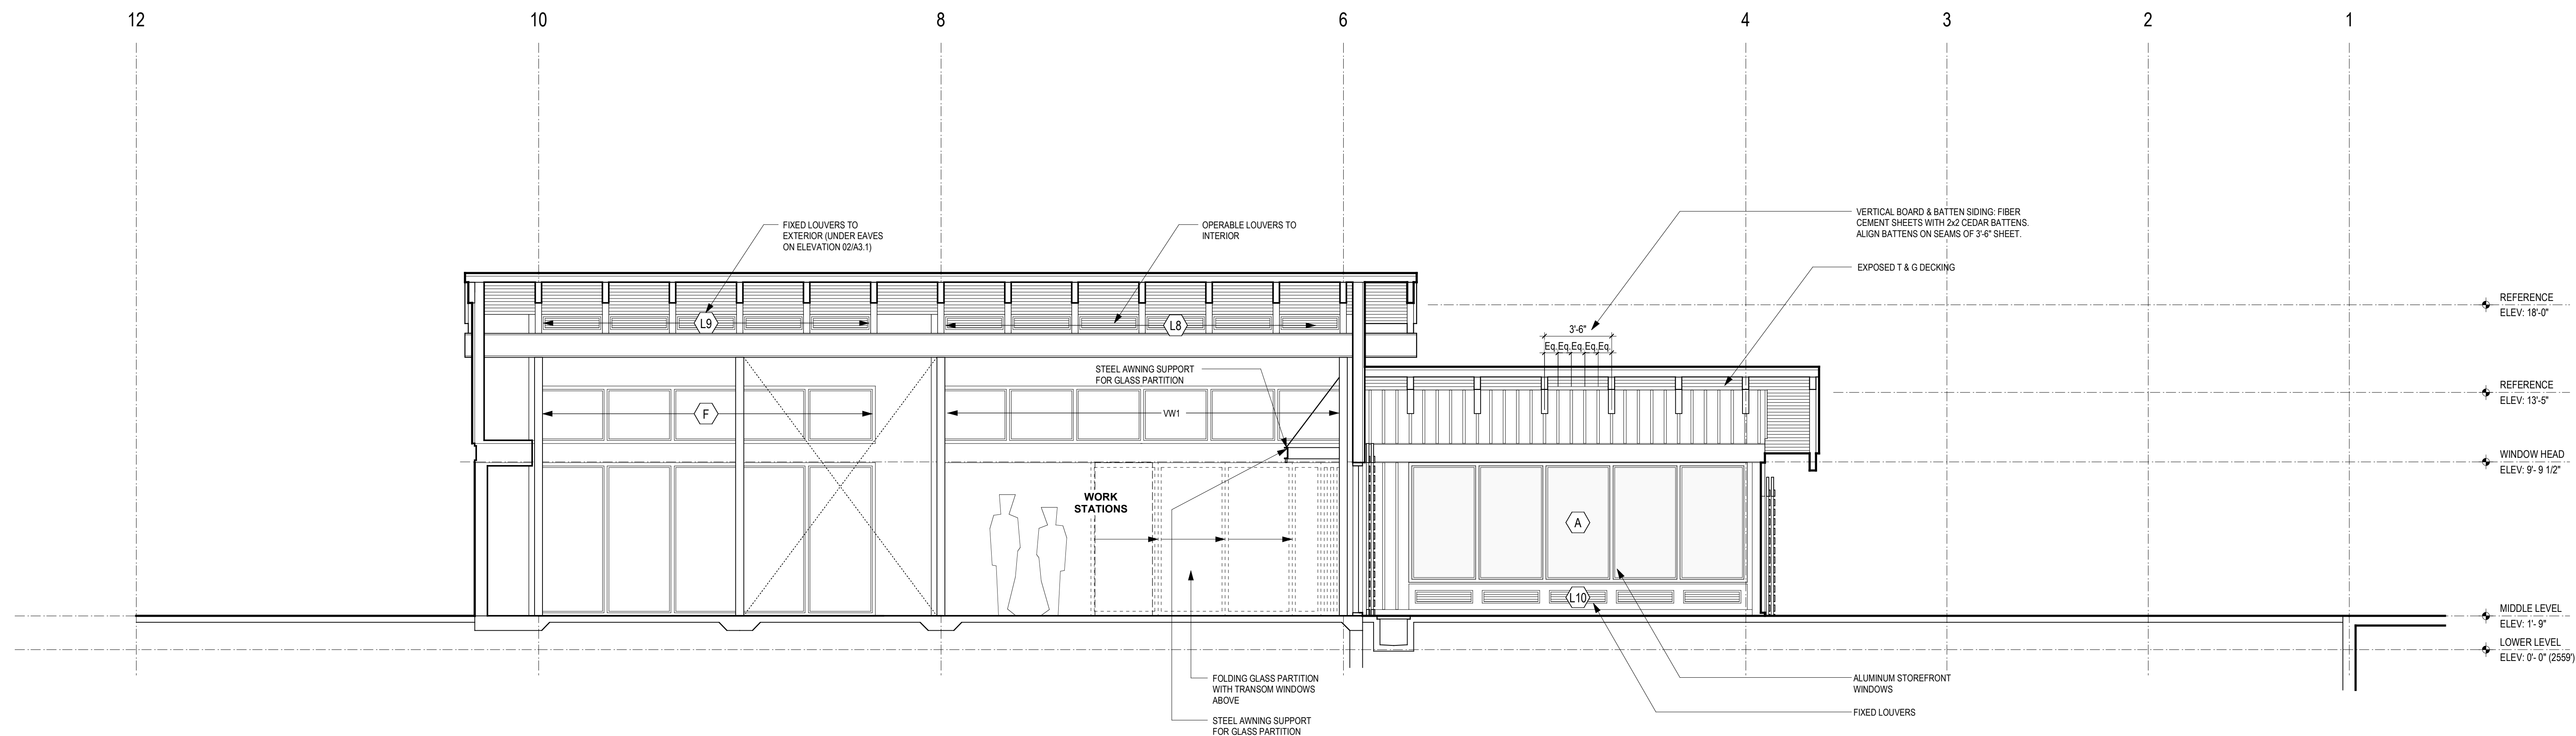 12
10
8
6
4
3
2
1
FIXED LOUVERS TO
EXTERIOR (UNDER EAVES
ON ELEVATION 02/A3.1)
OPERABLE LOUVERS TO
INTERIOR
VERTICAL BOARD & BATTEN SIDING: FIBER
CEMENT SHEETS WITH 2x2 CEDAR BATTENS.
ALIGN BATTENS ON SEAMS OF 3'-6" SHEET.
EXPOSED T & G DECKING
REFERENCE
ELEV: 18'-0"
L9
L8
3'-6"
Eq. Eq. Eq. Eq. Eq.
STEEL AWNING SUPPORT
FOR GLASS PARTITION
REFERENCE
ELEV: 13'-5"
F
VW1
WINDOW HEAD
ELEV: 9'- 9 1/2"
WORK
STATIONS
A
L10
MIDDLE LEVEL
ELEV: 1'- 9"
LOWER LEVEL
ELEV: 0'- 0" (2559')
FOLDING GLASS PARTITION
WITH TRANSOM WINDOWS
ABOVE
STEEL AWNING SUPPORT
FOR GLASS PARTITION
ALUMINUM STOREFRONT
WINDOWS
FIXED LOUVERS